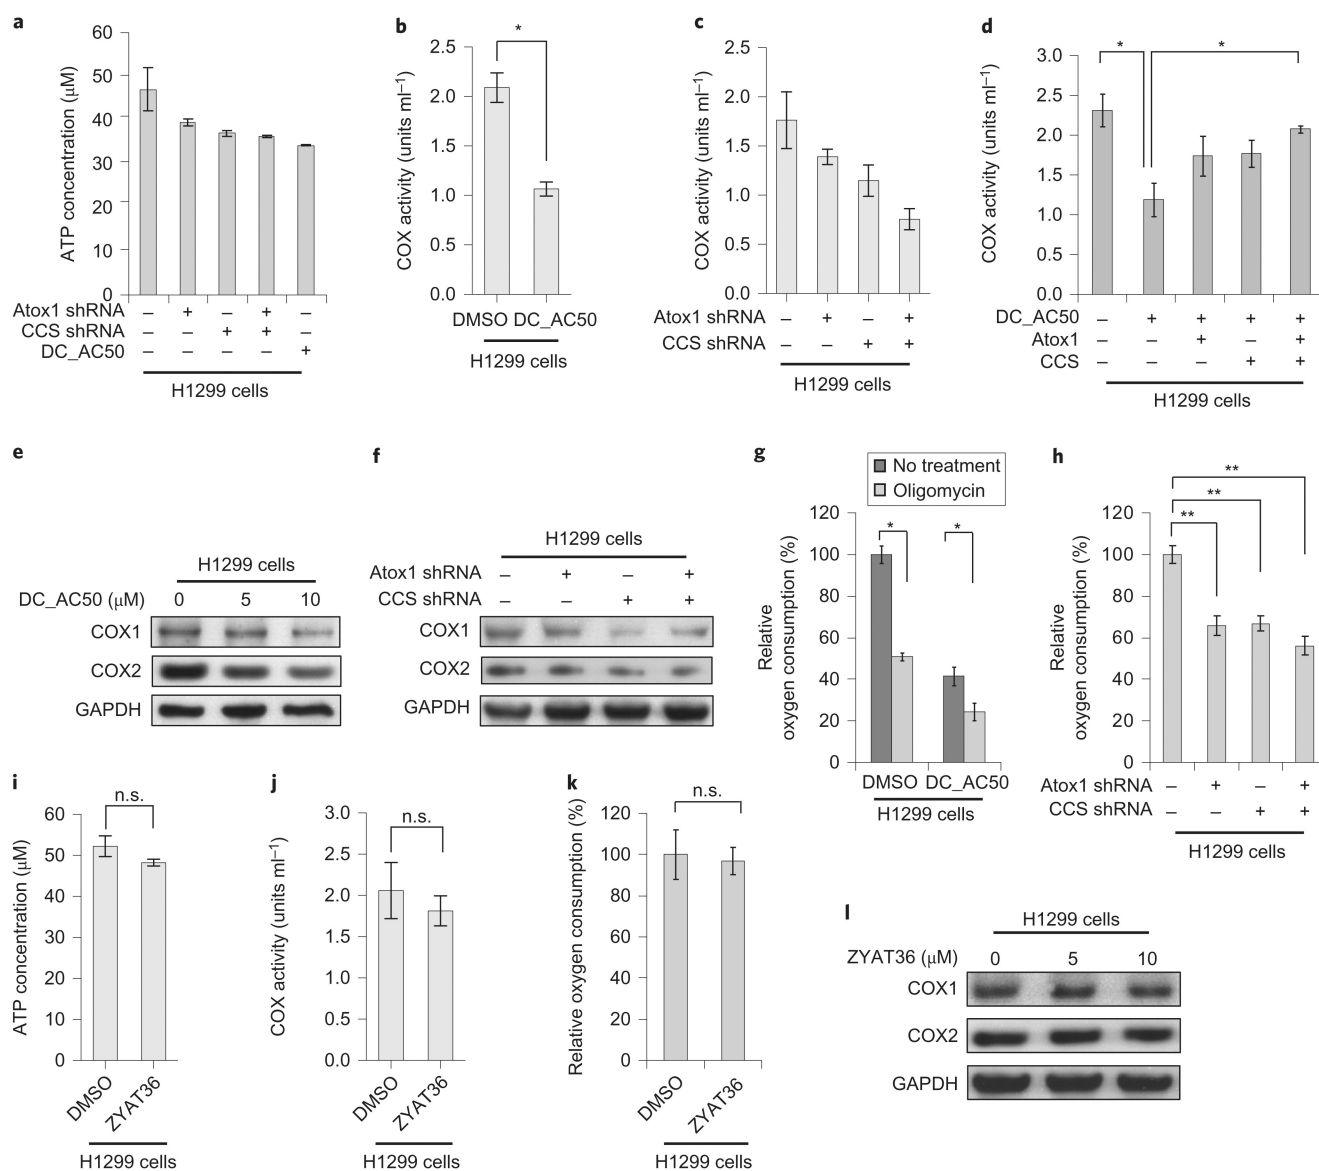 a
ATP concentration (μM)
60
50
40
30
20
10
0
Atox1 shRNA – + – + –
CCS shRNA – – + + –
DC_AC50 – – – – +
H1299 cells
b
COX activity (units ml⁻¹)
2.5
2.0
1.5
1.0
0.5
0.0
*
DMSO DC_AC50
H1299 cells
c
COX activity (units ml⁻¹)
2.5
2.0
1.5
1.0
0.5
0.0
Atox1 shRNA – + – +
CCS shRNA – – + +
H1299 cells
d
COX activity (units ml⁻¹)
3.0
2.5
2.0
1.5
1.0
0.5
0.0
* *
DC_AC50 – + + + +
Atox1 – – + – +
CCS – – – + +
H1299 cells
e
H1299 cells
DC_AC50 (μM) 0 5 10
COX1
COX2
GAPDH
f
H1299 cells
Atox1 shRNA – + – +
CCS shRNA – – + +
COX1
COX2
GAPDH
g
No treatment
Oligomycin
Relative
oxygen consumption (%)
120
100
80
60
40
20
0
* *
DMSO DC_AC50
H1299 cells
h
Relative
oxygen consumption (%)
120
100
80
60
40
20
0
**
**
**
Atox1 shRNA – + – +
CCS shRNA – – + +
H1299 cells
i
ATP concentration (μM)
60
50
40
30
20
10
0
n.s.
DMSO
ZYAT36
H1299 cells
j
COX activity (units ml⁻¹)
3.0
2.5
2.0
1.5
1.0
0.5
0.0
n.s.
DMSO
ZYAT36
H1299 cells
k
Relative oxygen consumption (%)
120
100
80
60
40
20
0
n.s.
DMSO
ZYAT36
H1299 cells
l
H1299 cells
ZYAT36 (μM) 0 5 10
COX1
COX2
GAPDH